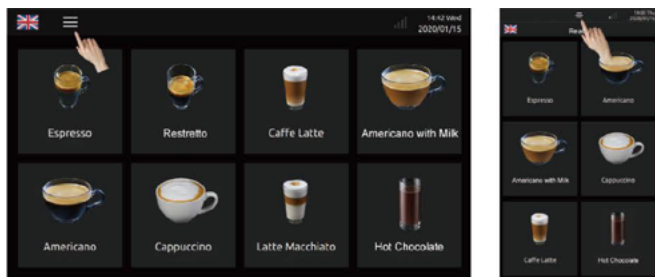 14:42 Wed
2020/01/15
Espresso
Restretto
Caffe Latte
Americano with Milk
Americano
Cappuccino
Latte Macchiato
Hot Chocolate
Espresso
Americano
Americano with Milk
Cappuccino
Caffe Latte
Hot Chocolate